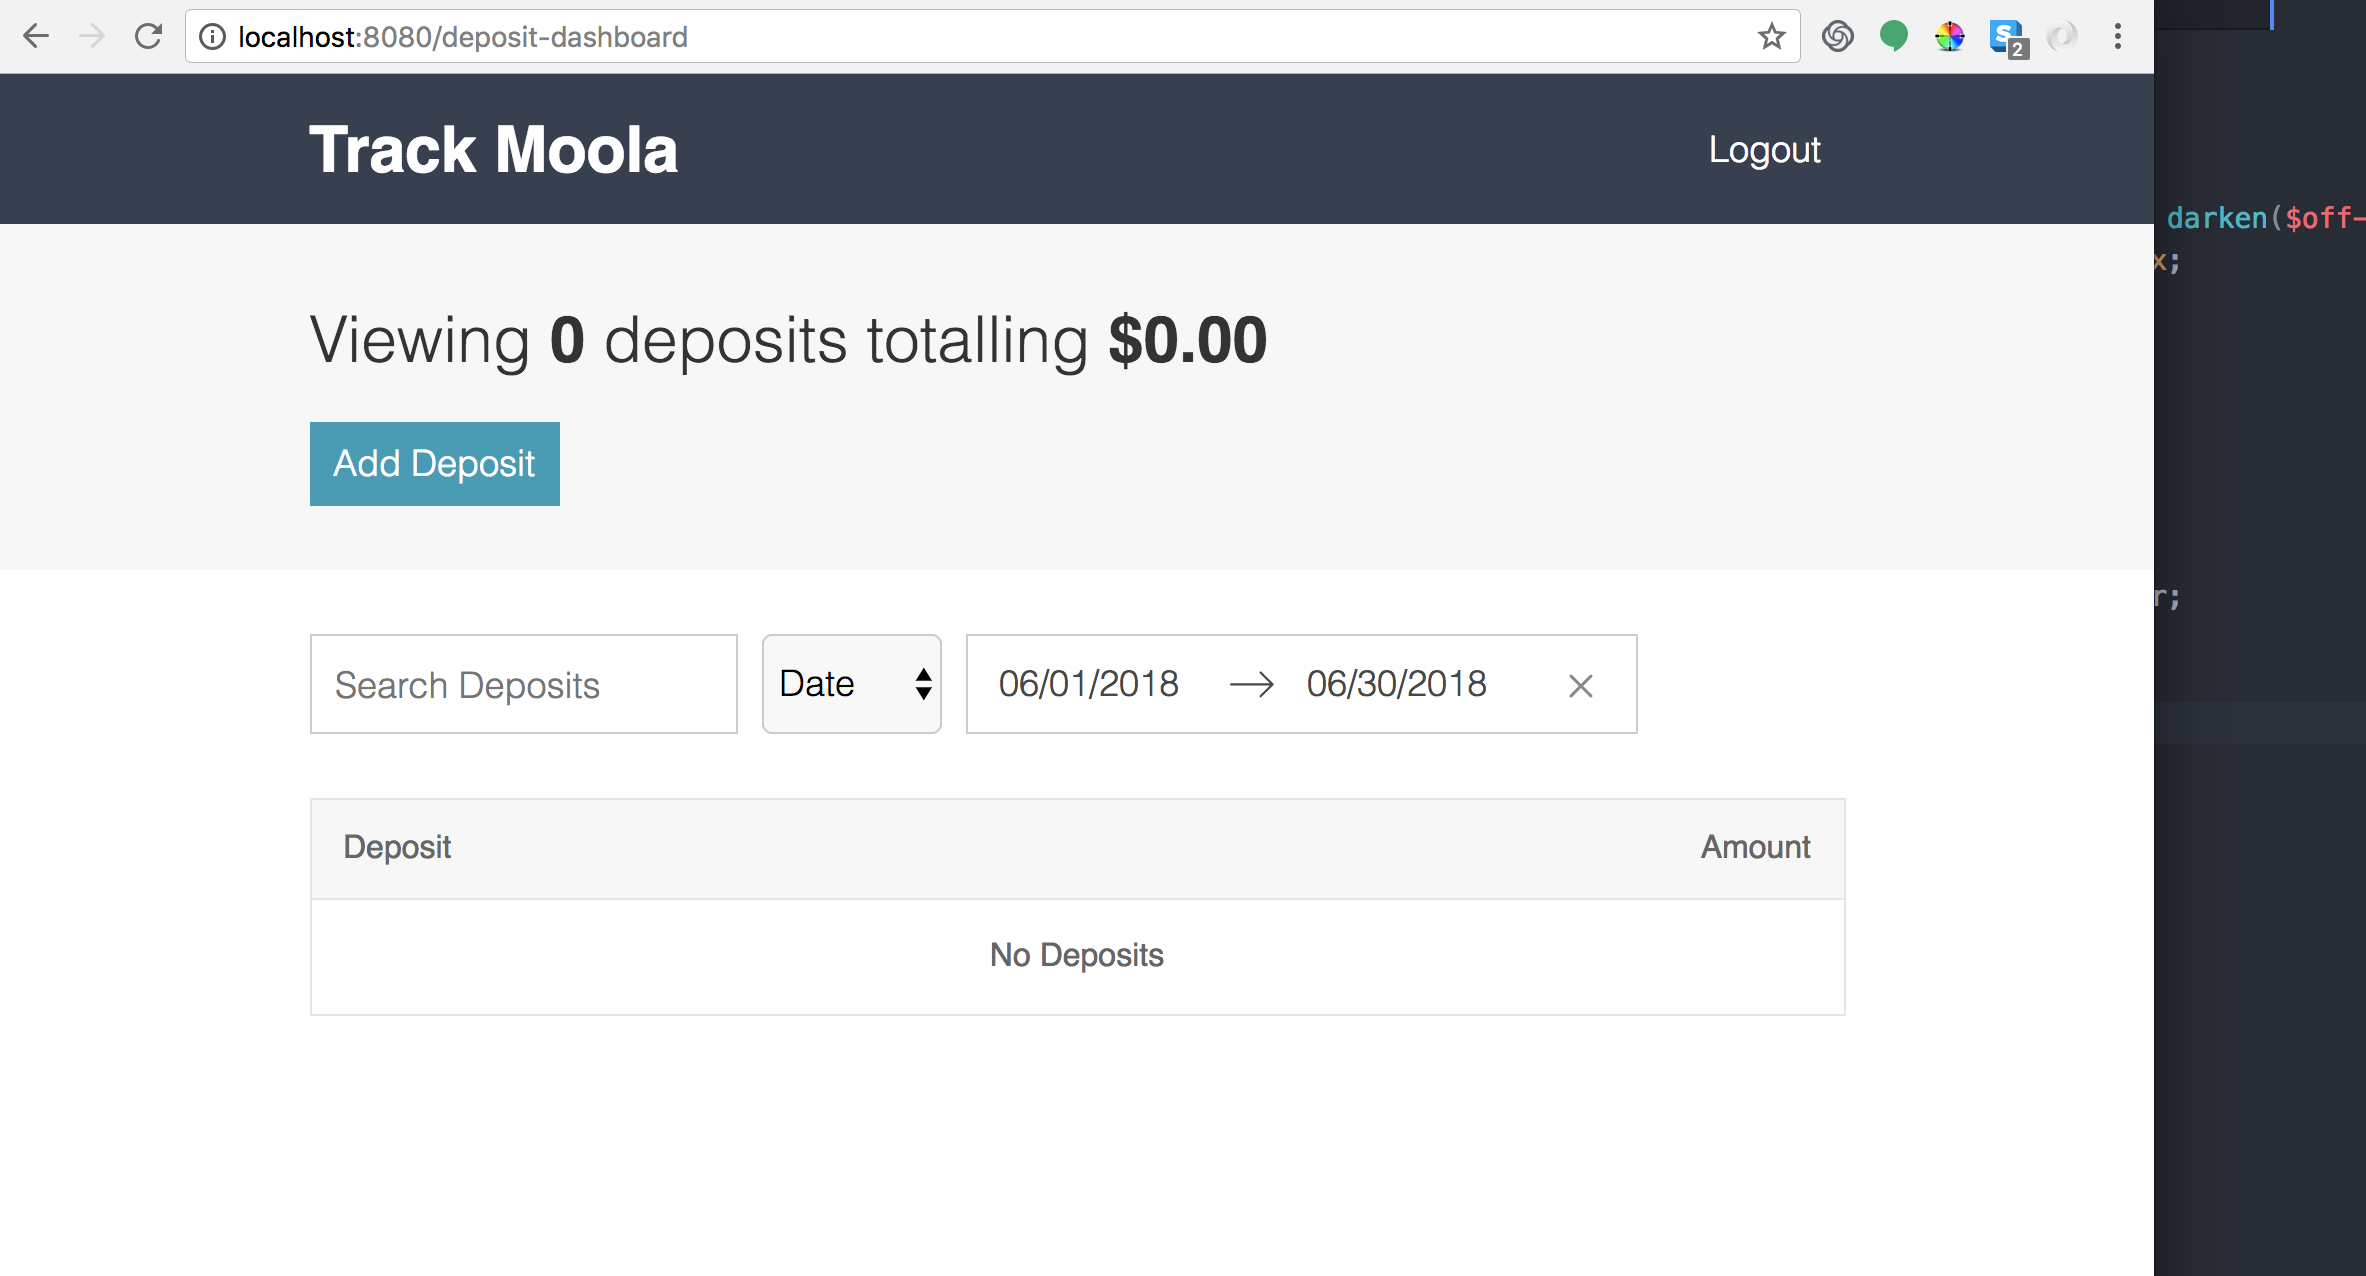 localhost:8080/deposit-dashboard
2
Track Moola
Logout
darken($off-
x;
Viewing 0 deposits totalling $0.00
Add Deposit
r;
Search Deposits
Date
06/01/2018 → 06/30/2018 ×
Deposit
Amount
No Deposits